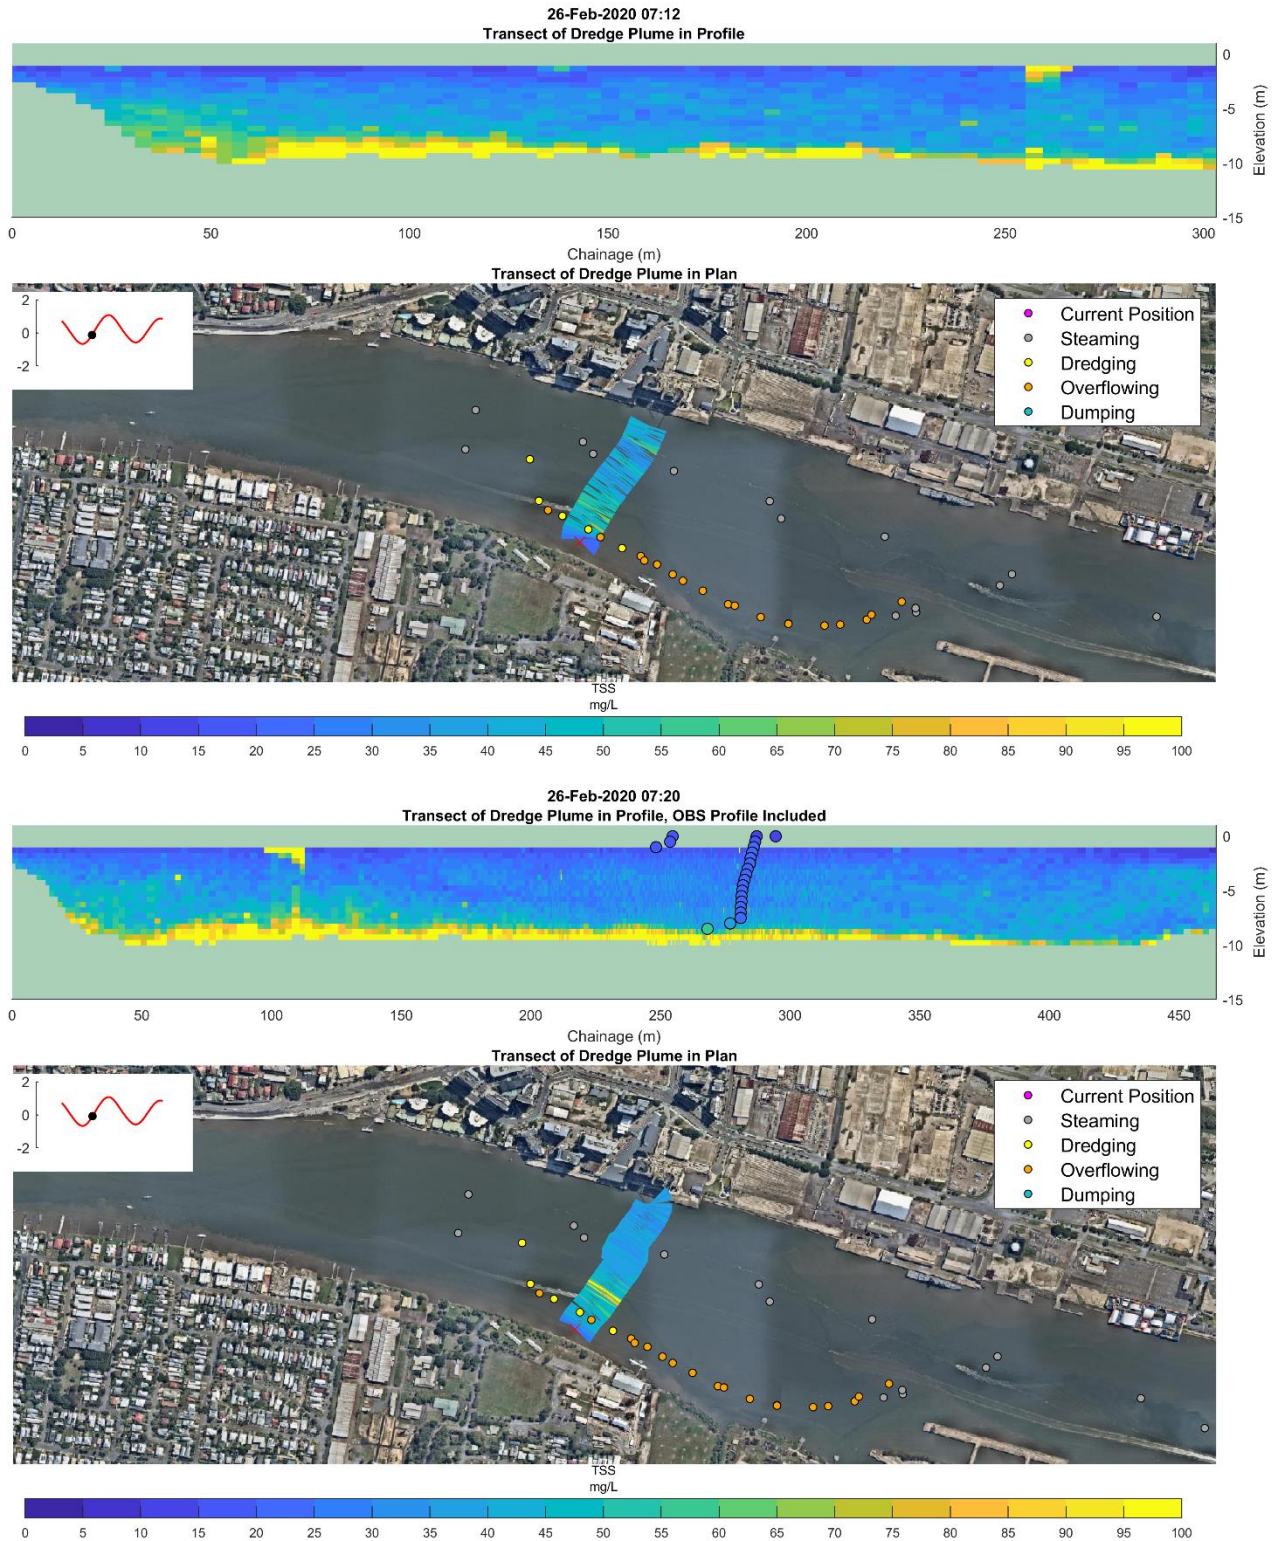 26-Feb-2020 07:12
Transect of Dredge Plume in Profile
0
-5
-10
-15
Elevation (m)
0 50 100 150 200 250 300
Chainage (m)
Transect of Dredge Plume in Plan
2
0
-2
Current Position
Steaming
Dredging
Overflowing
Dumping
TSS
mg/L
0 5 10 15 20 25 30 35 40 45 50 55 60 65 70 75 80 85 90 95 100
26-Feb-2020 07:20
Transect of Dredge Plume in Profile, OBS Profile Included
0
-5
-10
-15
Elevation (m)
0 50 100 150 200 250 300 350 400 450
Chainage (m)
Transect of Dredge Plume in Plan
2
0
-2
Current Position
Steaming
Dredging
Overflowing
Dumping
TSS
mg/L
0 5 10 15 20 25 30 35 40 45 50 55 60 65 70 75 80 85 90 95 100